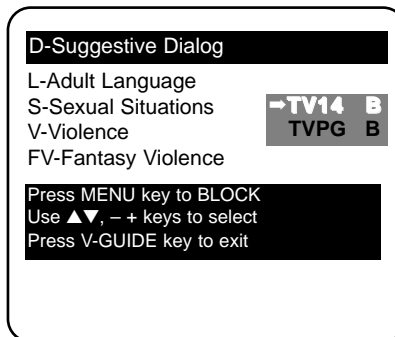 D-Suggestive Dialog
L-Adult Language
S-Sexual Situations ➡TV14 B
V-Violence TVPG B
FV-Fantasy Violence
Press MENU key to BLOCK
Use ▲▼, – + keys to select
Press V-GUIDE key to exit